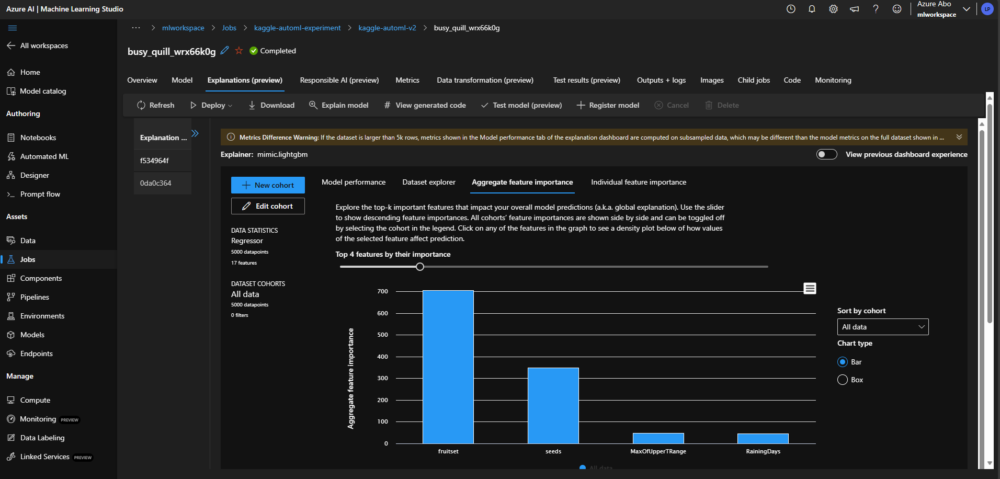 Azure AI | Machine Learning Studio
Azure Abo
mlworkspace
LP
All workspaces
Home
Model catalog
Authoring
Notebooks
Automated ML
Designer
Prompt flow
Assets
Data
Jobs
Components
Pipelines
Environments
Models
Endpoints
Manage
Compute
Monitoring PREVIEW
Data Labeling
Linked Services PREVIEW
... > mlworkspace > Jobs > kaggle-automl-experiment > kaggle-automl-v2 > busy_quill_wrx66k0g
busy_quill_wrx66k0g Completed
Overview Model Explanations (preview) Responsible AI (preview) Metrics Data transformation (preview) Test results (preview) Outputs + logs Images Child jobs Code Monitoring
Refresh Deploy Download Explain model # View generated code Test model (preview) Register model Cancel Delete
Explanation ...
f534964f
0da0c364
Metrics Difference Warning: If the dataset is larger than 5k rows, metrics shown in the Model performance tab of the explanation dashboard are computed on subsampled data, which may be different than the model metrics on the full dataset shown in ...
Explainer: mimic.lightgbm
View previous dashboard experience
New cohort
Edit cohort
DATA STATISTICS
Regressor
5000 datapoints
17 features
DATASET COHORTS
All data
5000 datapoints
0 filters
Model performance Dataset explorer Aggregate feature importance Individual feature importance
Explore the top-k important features that impact your overall model predictions (a.k.a. global explanation). Use the slider
to show descending feature importances. All cohorts' feature importances are shown side by side and can be toggled off
by selecting the cohort in the legend. Click on any of the features in the graph to see a density plot below of how values
of the selected feature affect prediction.
Top 4 features by their importance
Aggregate feature importance
700
600
500
400
300
200
100
0
fruitset seeds MaxOfUpperTRange RainingDays
All data
Sort by cohort
All data
Chart type
Bar
Box